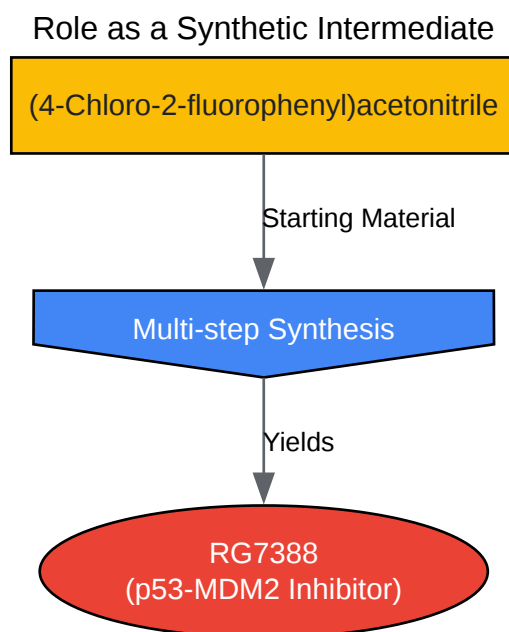 Role as a Synthetic Intermediate
(4-Chloro-2-fluorophenyl)acetonitrile
Starting Material
Multi-step Synthesis
Yields
RG7388
(p53-MDM2 Inhibitor)